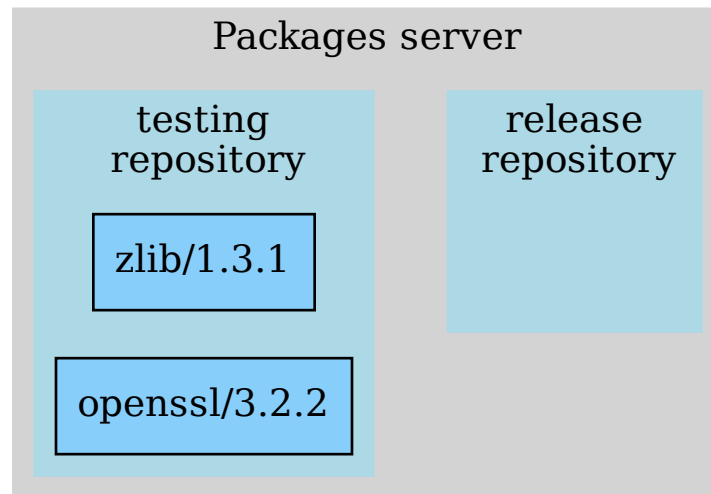 Packages server
testing
repository
zlib/1.3.1
openssl/3.2.2
release
repository